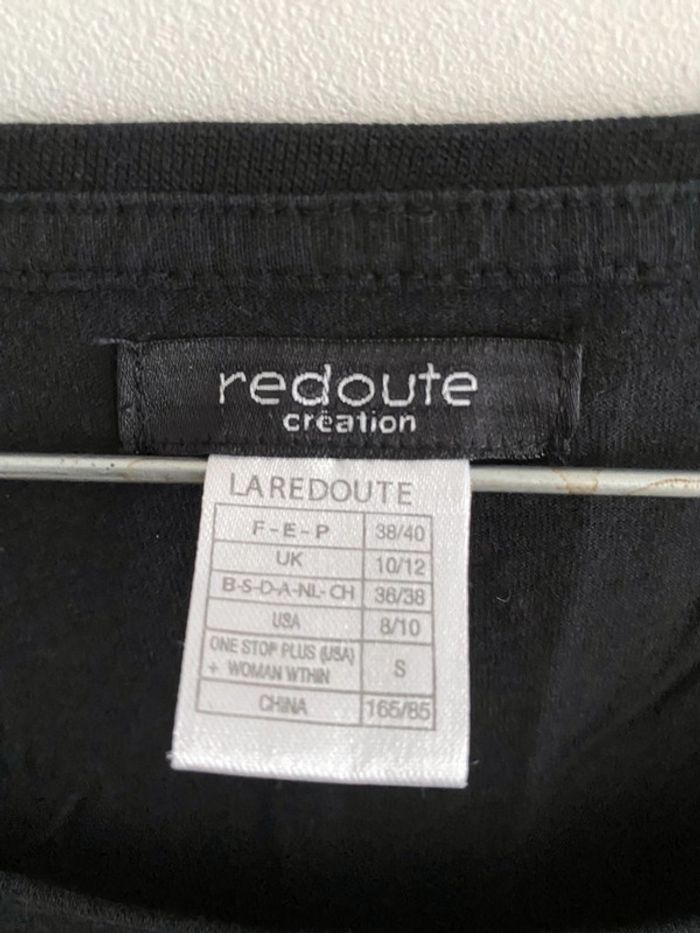 redoute
création
LAREDOUTE
F-E-P 38/40
UK 10/12
B-S-D-A-NL-CH 36/38
USA 8/10
ONE STOP PLUS (USA)
+ WOMAN WTHIN S
CHINA 165/85